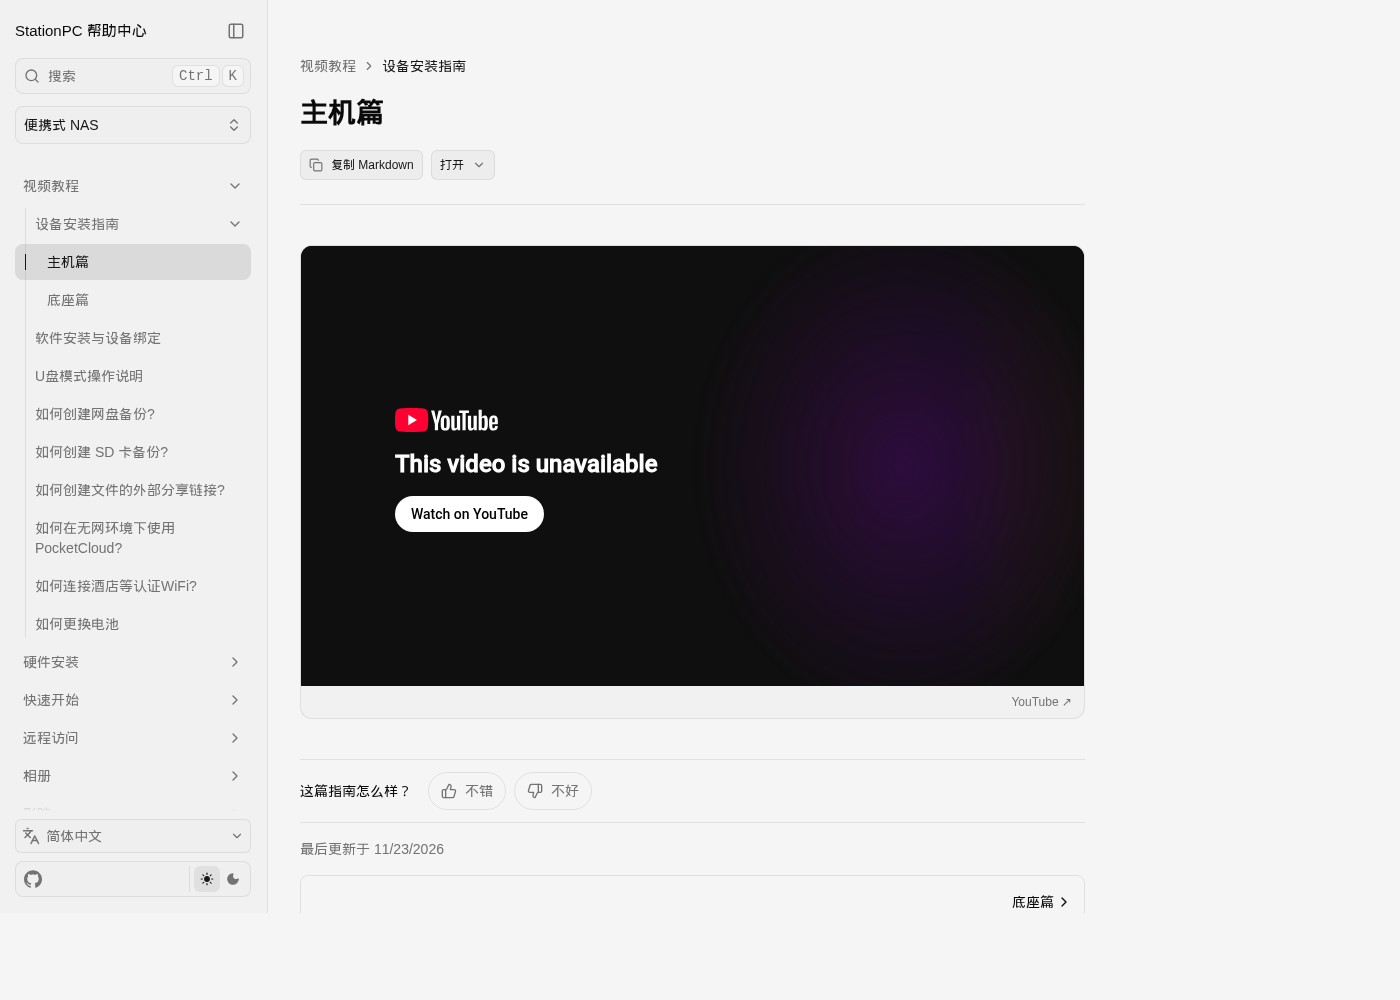 StationPC 帮助中心
搜索
Ctrl K
便携式 NAS
视频教程
设备安装指南
主机篇
底座篇
软件安装与设备绑定
U盘模式操作说明
如何创建网盘备份?
如何创建 SD 卡备份?
如何创建文件的外部分享链接?
如何在无网环境下使用
PocketCloud?
如何连接酒店等认证WiFi?
如何更换电池
硬件安装
快速开始
远程访问
相册
简体中文
视频教程 > 设备安装指南
主机篇
复制 Markdown
打开
YouTube
This video is unavailable
Watch on YouTube
YouTube ↗
这篇指南怎么样？
不错
不好
最后更新于 11/23/2026
底座篇